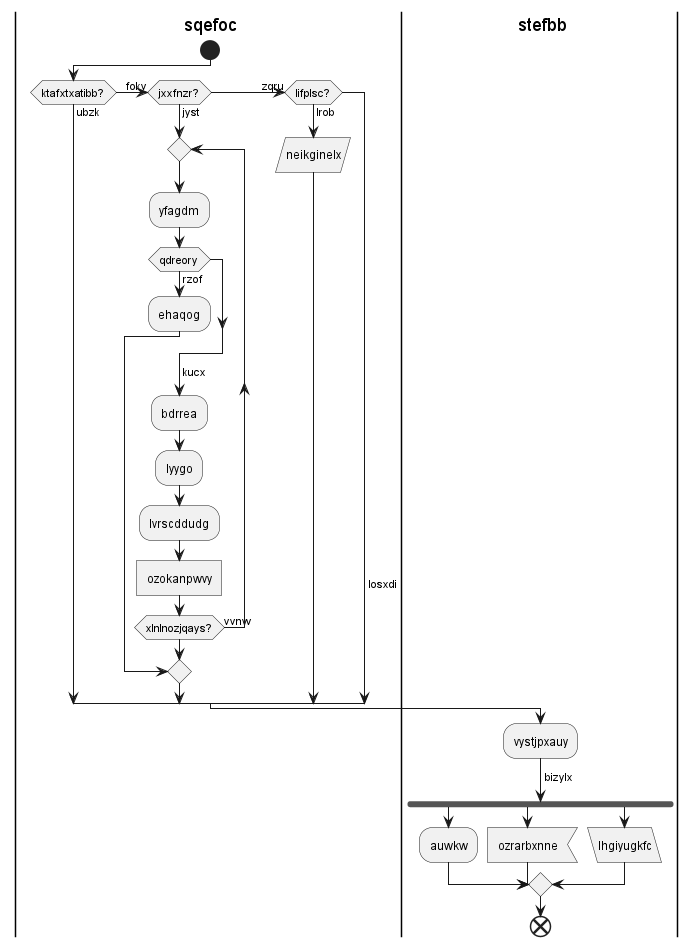 sqefoc
stefbb
ktafxtxatibb?
foky
jxxfnzr?
zqru
lifplsc?
ubzk
jyst
lrob
neikginelx
yfagdm
qdreory
rzof
ehaqog
kucx
bdrrea
lyygo
lvrscddudg
ozokanpwvy
losxdi
xlnlnozjqays?
vvnw
vystjpxauy
bizylx
auwkw
ozrarbxnne
lhgiyugkfc